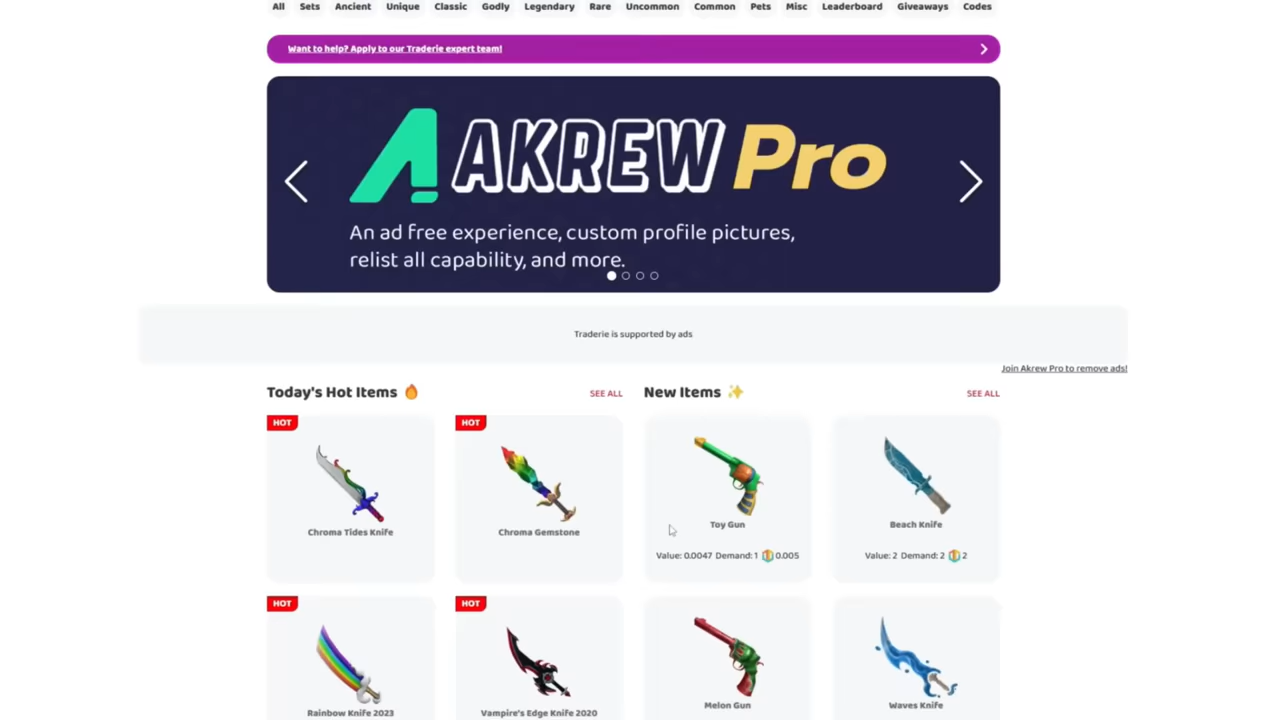 All Sets Ancient Unique Classic Godly Legendary Rare Uncommon Common Pets Misc Leaderboard Giveaways Codes
Want to help? Apply to our Traderie expert team!
AKREW Pro
An ad free experience, custom profile pictures,
relist all capability, and more.
Traderie is supported by ads
Join Akrew Pro to remove ads!
Today's Hot Items 🔥 SEE ALL
New Items ✨ SEE ALL
HOT
HOT
Chroma Tides Knife
Chroma Gemstone
Toy Gun
Beach Knife
Value: 0.0047 Demand: 1 0.005
Value: 2 Demand: 2 2
HOT
HOT
Rainbow Knife 2023
Vampire's Edge Knife 2020
Melon Gun
Waves Knife